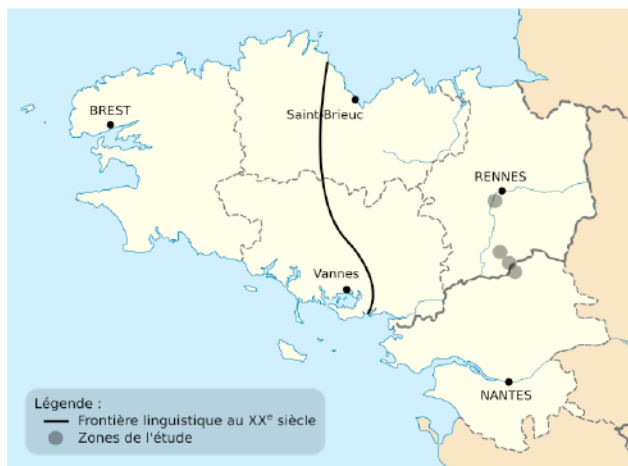 BREST
Saint-Brieuc
RENNES
Vannes
NANTES
Légende :
Frontière linguistique au XXe siècle
Zones de l'étude